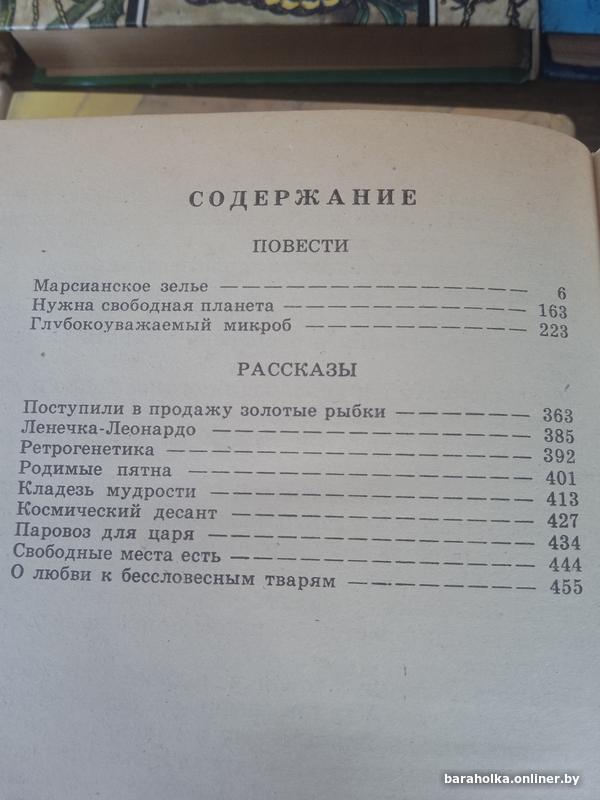 СОДЕРЖАНИЕ
ПОВЕСТИ
Марсианское зелье — — — — — — — — — — — — 6
Нужна свободная планета — — — — — — — — — 163
Глубокоуважаемый микроб — — — — — — — — — 223
РАССКАЗЫ
Поступили в продажу золотые рыбки — — — — — — 363
Ленечка-Леонардо — — — — — — — — — — — — 385
Ретрогенетика — — — — — — — — — — — — — 392
Родимые пятна — — — — — — — — — — — — — 401
Кладезь мудрости — — — — — — — — — — — — 413
Космический десант — — — — — — — — — — — 427
Паровоз для царя — — — — — — — — — — — — 434
Свободные места есть — — — — — — — — — — — 444
О любви к бессловесным тварям — — — — — — — 455
baraholka.onliner.by